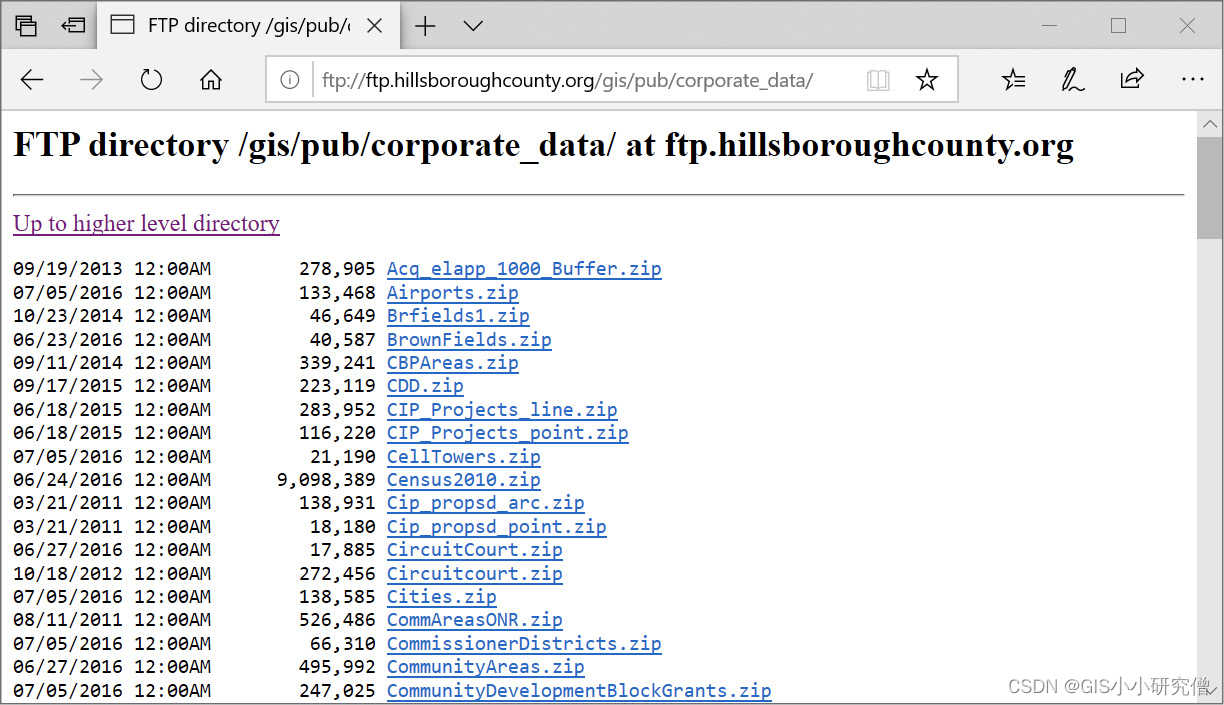 FTP directory /gis/pub/c
ftp://ftp.hillsboroughcounty.org/gis/pub/corporate_data/
FTP directory /gis/pub/corporate_data/ at ftp.hillsboroughcounty.org
Up to higher level directory
09/19/2013 12:00AM 278,905 Acq_elapp_1000_Buffer.zip
07/05/2016 12:00AM 133,468 Airports.zip
10/23/2014 12:00AM 46,649 Brfields1.zip
06/23/2016 12:00AM 40,587 BrownFields.zip
09/11/2014 12:00AM 339,241 CBPAreas.zip
09/17/2015 12:00AM 223,119 CDD.zip
06/18/2015 12:00AM 283,952 CIP_Projects_line.zip
06/18/2015 12:00AM 116,220 CIP_Projects_point.zip
07/05/2016 12:00AM 21,190 CellTowers.zip
06/24/2016 12:00AM 9,098,389 Census2010.zip
03/21/2011 12:00AM 138,931 Cip_propsd_arc.zip
03/21/2011 12:00AM 18,180 Cip_propsd_point.zip
06/27/2016 12:00AM 17,885 CircuitCourt.zip
10/18/2012 12:00AM 272,456 Circuitcourt.zip
07/05/2016 12:00AM 138,585 Cities.zip
08/11/2011 12:00AM 526,486 CommAreasONR.zip
07/05/2016 12:00AM 66,310 CommissionerDistricts.zip
06/27/2016 12:00AM 495,992 CommunityAreas.zip
07/05/2016 12:00AM 247,025 CommunityDevelopmentBlockGrants.zip
CSDN @GIS小小研究僧